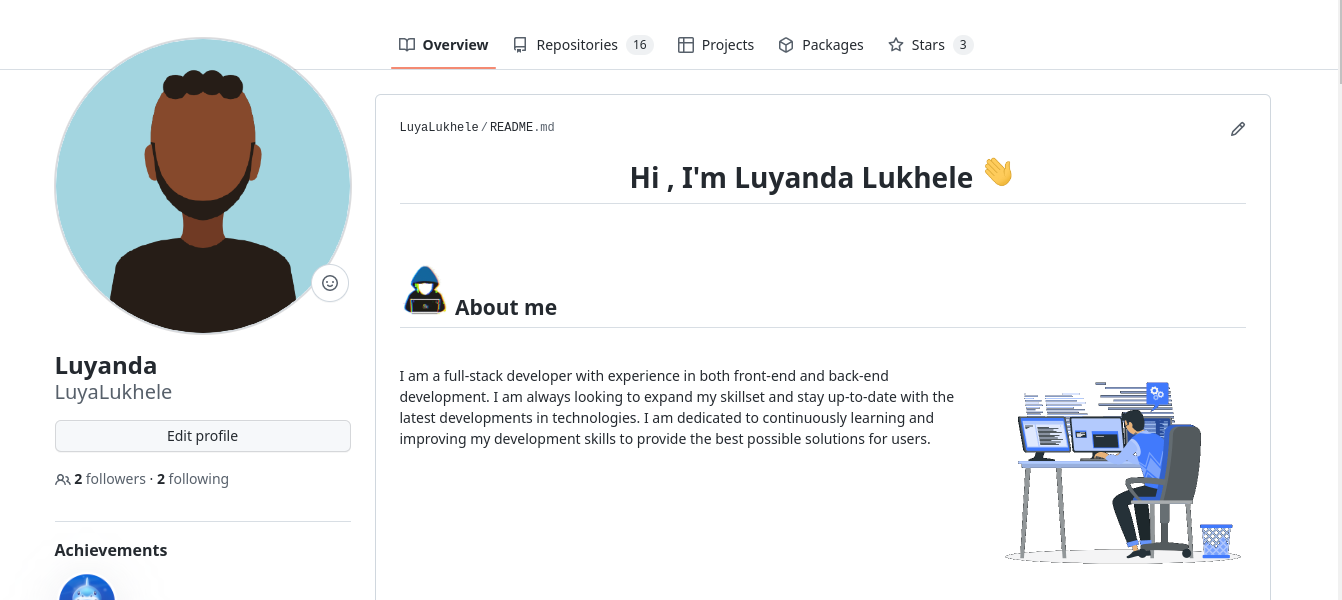 Overview Repositories 16 Projects Packages Stars 3
LuyaLukhele/README.md
Hi , I'm Luyanda Lukhele 👋
About me
I am a full-stack developer with experience in both front-end and back-end
development. I am always looking to expand my skillset and stay up-to-date with the
latest developments in technologies. I am dedicated to continuously learning and
improving my development skills to provide the best possible solutions for users.
Luyanda
LuyaLukhele
Edit profile
2 followers · 2 following
Achievements